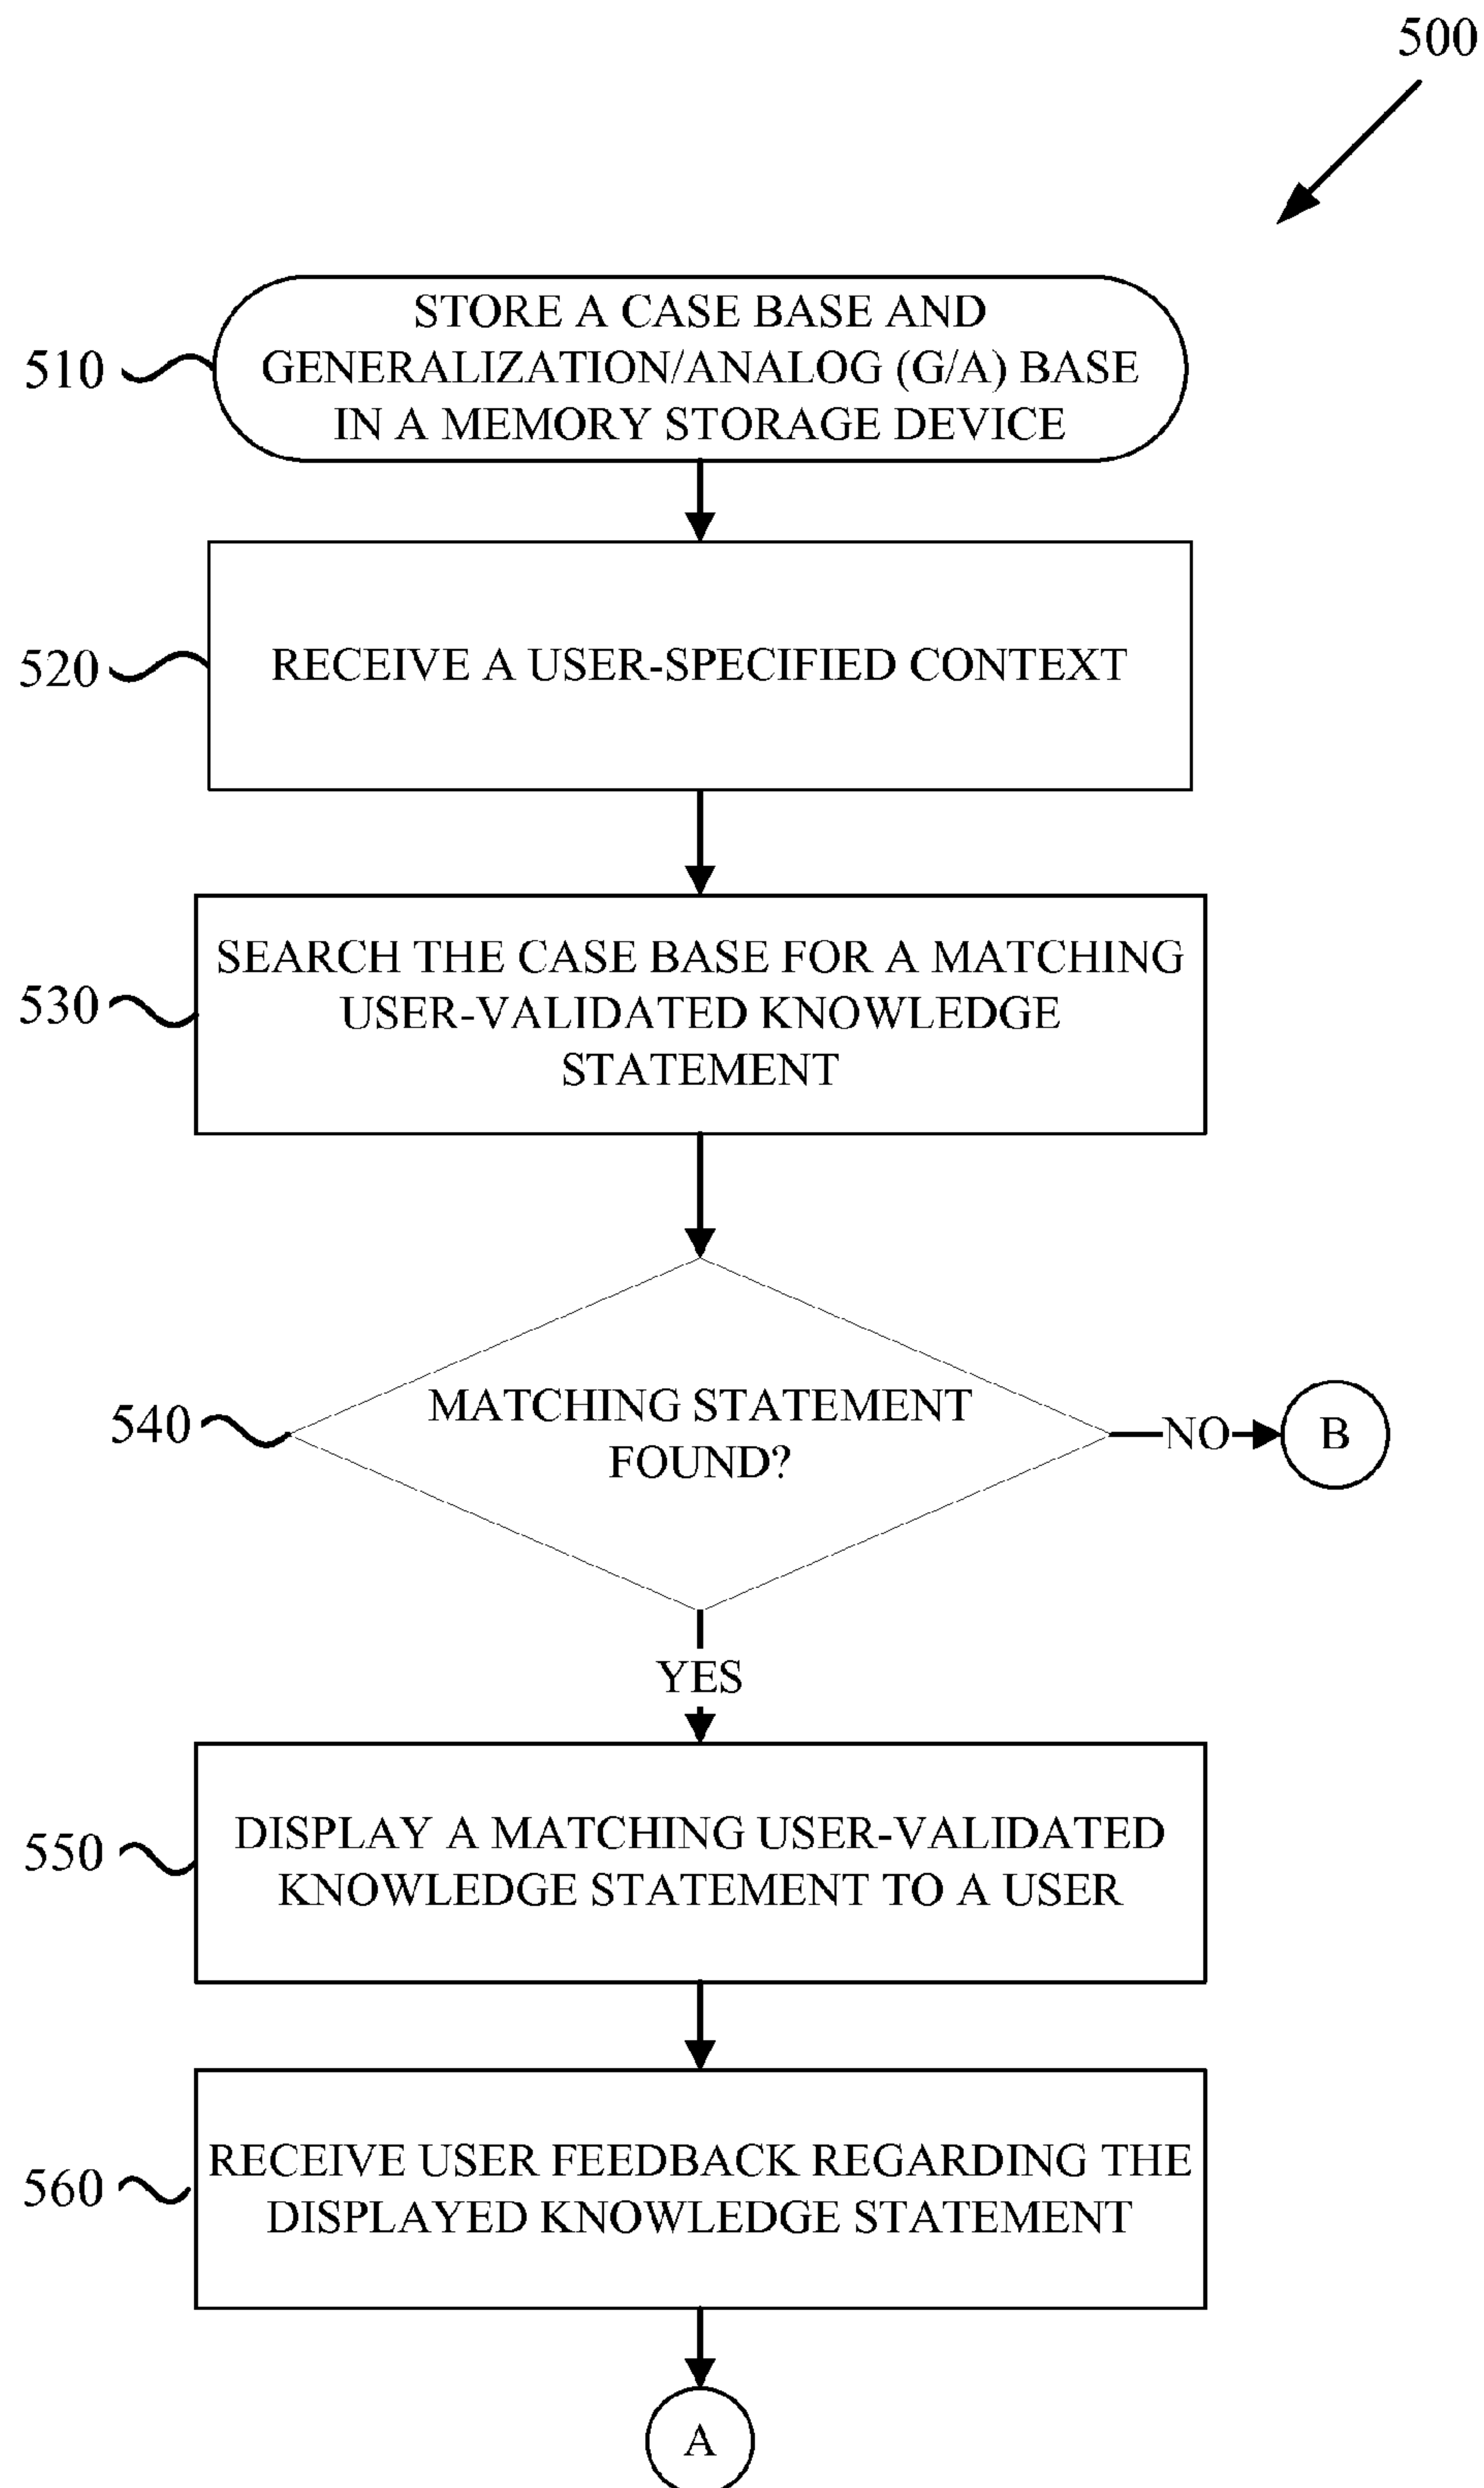 500
510
STORE A CASE BASE AND
GENERALIZATION/ANALOG (G/A) BASE
IN A MEMORY STORAGE DEVICE
520
RECEIVE A USER-SPECIFIED CONTEXT
530
SEARCH THE CASE BASE FOR A MATCHING
USER-VALIDATED KNOWLEDGE
STATEMENT
540
MATCHING STATEMENT
FOUND?
NO
B
YES
550
DISPLAY A MATCHING USER-VALIDATED
KNOWLEDGE STATEMENT TO A USER
560
RECEIVE USER FEEDBACK REGARDING THE
DISPLAYED KNOWLEDGE STATEMENT
A